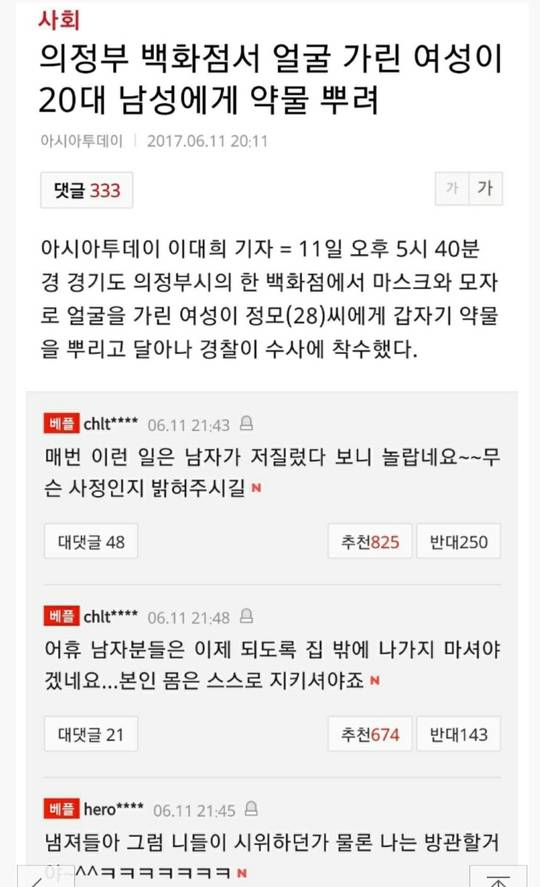 사회
의정부 백화점서 얼굴 가린 여성이
20대 남성에게 약물 뿌려
아시아투데이 2017.06.11 20:11
댓글 333
가 가
아시아투데이 이대희 기자 = 11일 오후 5시 40분
경 경기도 의정부시의 한 백화점에서 마스크와 모자
로 얼굴을 가린 여성이 정모(28)씨에게 갑자기 약물
을 뿌리고 달아나 경찰이 수사에 착수했다.
베플 chlt**** 06.11 21:43
매번 이런 일은 남자가 저질렀다 보니 놀랍네요~~무
슨 사정인지 밝혀주시길 N
대댓글 48 추천825 반대250
베플 chlt**** 06.11 21:48
어휴 남자분들은 이제 되도록 집 밖에 나가지 마셔야
겠네요...본인 몸은 스스로 지키셔야죠 N
대댓글 21 추천674 반대143
베플 hero**** 06.11 21:45
냄져들아 그럼 니들이 시위하던가 물론 나는 방관할거
야~^^ㅋㅋㅋㅋㅋㅋㅋ N